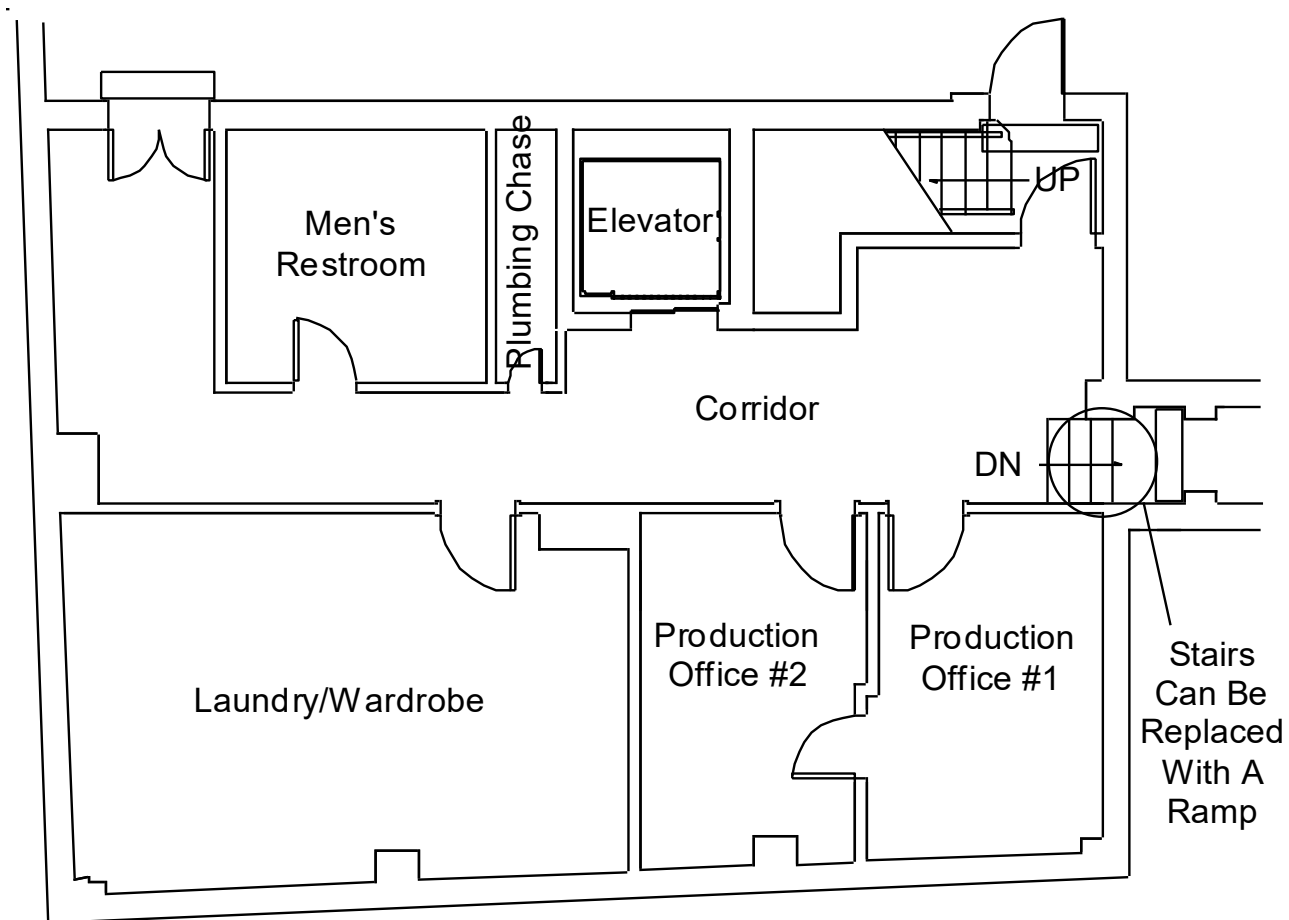 Men's
Restroom
Plumbing Chase
Elevator
UP
Corridor
DN
Laundry/Wardrobe
Production
Office #2
Production
Office #1
Stairs
Can Be
Replaced
With A
Ramp